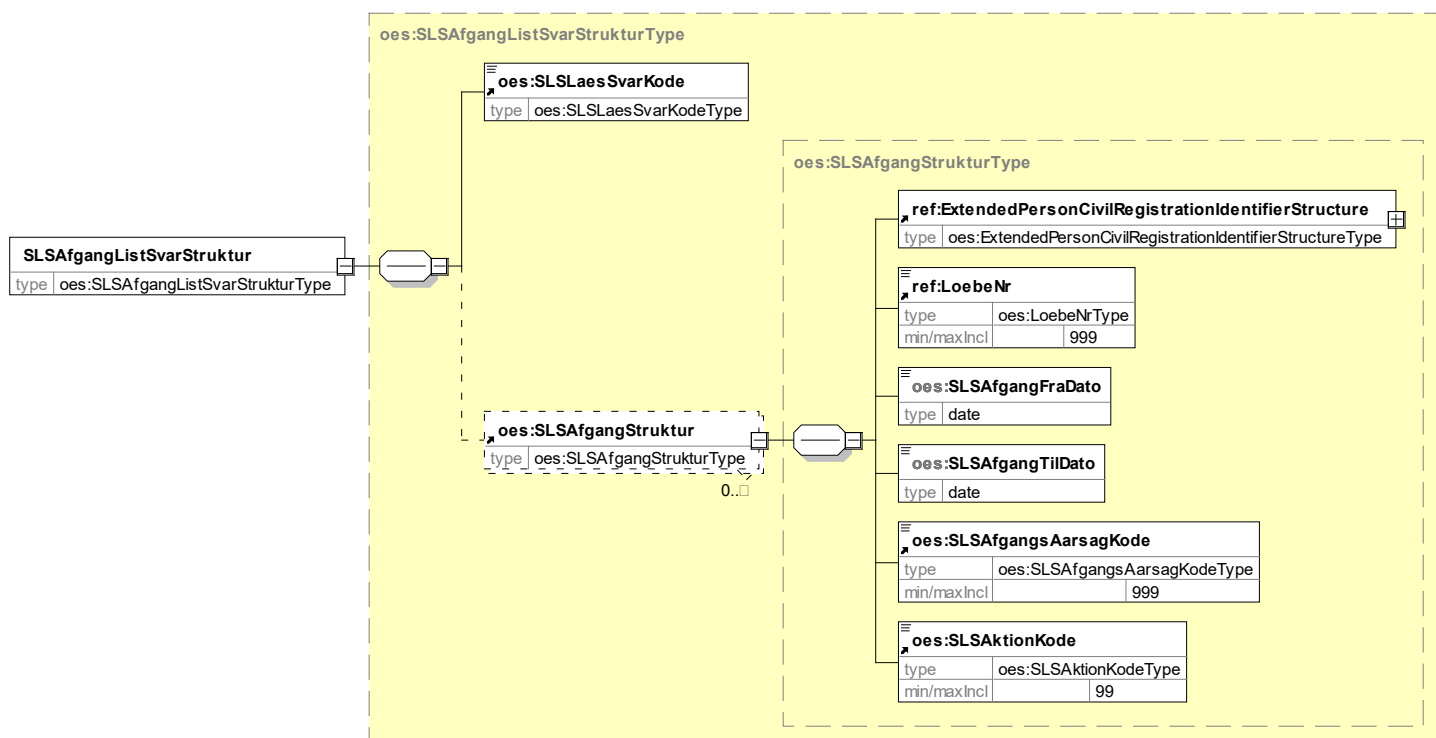 oes:SLSAfgangListSvarStrukturType
oes:SLSLaesSvarKode
type oes:SLSLaesSvarKodeType
oes:SLSAfgangStrukturType
ref:ExtendedPersonCivilRegistrationIdentifierStructure
type oes:ExtendedPersonCivilRegistrationIdentifierStructureType
SLSAfgangListSvarStruktur
type oes:SLSAfgangListSvarStrukturType
ref:LoebeNr
type oes:LoebeNrType
min/maxIncl 999
oes:SLSAfgangFraDato
type date
oes:SLSAfgangStruktur
type oes:SLSAfgangStrukturType
0..□
oes:SLSAfgangTilDato
type date
oes:SLSAfgangsAarsagKode
type oes:SLSAfgangsAarsagKodeType
min/maxIncl 999
oes:SLSAktionKode
type oes:SLSAktionKodeType
min/maxIncl 99